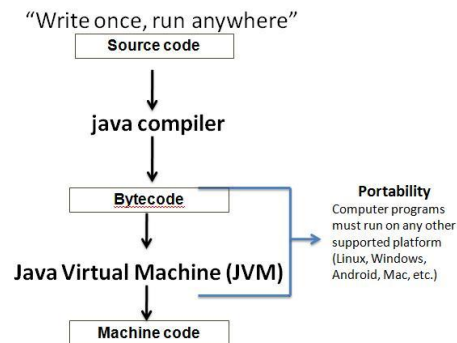 “Write once, run anywhere”
Source code
java compiler
Bytecode
Java Virtual Machine (JVM)
Machine code
Portability
Computer programs
must run on any other
supported platform
(Linux, Windows,
Android, Mac, etc.)